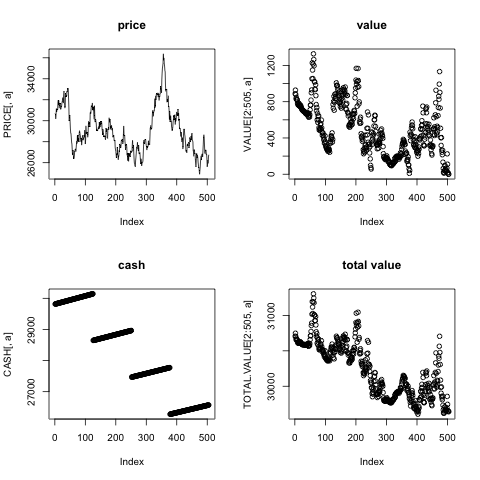 price
PRICE[, a]
26000 30000 34000
0 100 200 300 400 500
Index
value
VALUE[2:505, a]
0 400 800 1200
0 100 200 300 400 500
Index
cash
CASH[, a]
27000 29000
0 100 200 300 400 500
Index
total value
TOTAL.VALUE[2:505, a]
30000 31000
0 100 200 300 400 500
Index